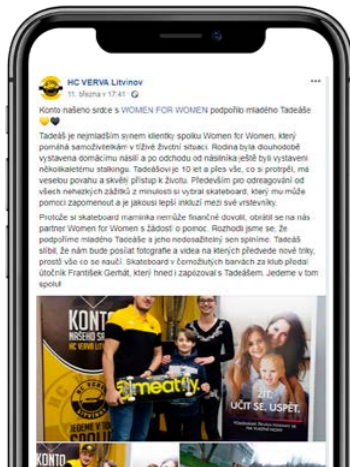 HC VERVA Litvínov
11. března v 17:41 ·
Konto našeho srdce s WOMEN FOR WOMEN podpořilo mladého Tadeáše
Tadeáš je nejmladším synem klientky spolku Women for Women, který
pomáhá samoživitelkám v tíživé životní situaci. Rodina byla dlouhodobě
vystavena domácímu násilí a po odchodu od násilníka ještě byli vystaveni
několikaletému stalkingu. Tadeášovi je 10 let a přes vše, co si protrpěl, má
veselou povahu a skvělý přístup k životu. Především pro odreagování od
všech nehezkých zážitků z minulosti si vybral skateboard, který mu může
pomoci zapomenout a je jakousi lepší inkluzí mezi své vrstevníky.
Protože si skateboard maminka nemůže finančně dovolit, obrátil se na nás
partner Women for Women s žádostí o pomoc. Rozhodli jsme se, že
podpoříme mladého Tadeáše a jeho nedosažitelný sen splníme. Tadeáš
slíbil, že nám bude posílat fotografie a videa na kterých předvede nové triky,
prostě vše co se naučí. Skateboard v černožlutých barvách za klub předal
útočník František Gerhát, který hned i zapózoval s Tadeášem. Jedeme v tom
spolu!
KONTO
NAŠEHO SRDCE
HC VERVA
Litvínov
JEDEME V TOM
SPOLU
meatfly.
ŽÍT.
UČIT SE. USPĚT.
KONTO